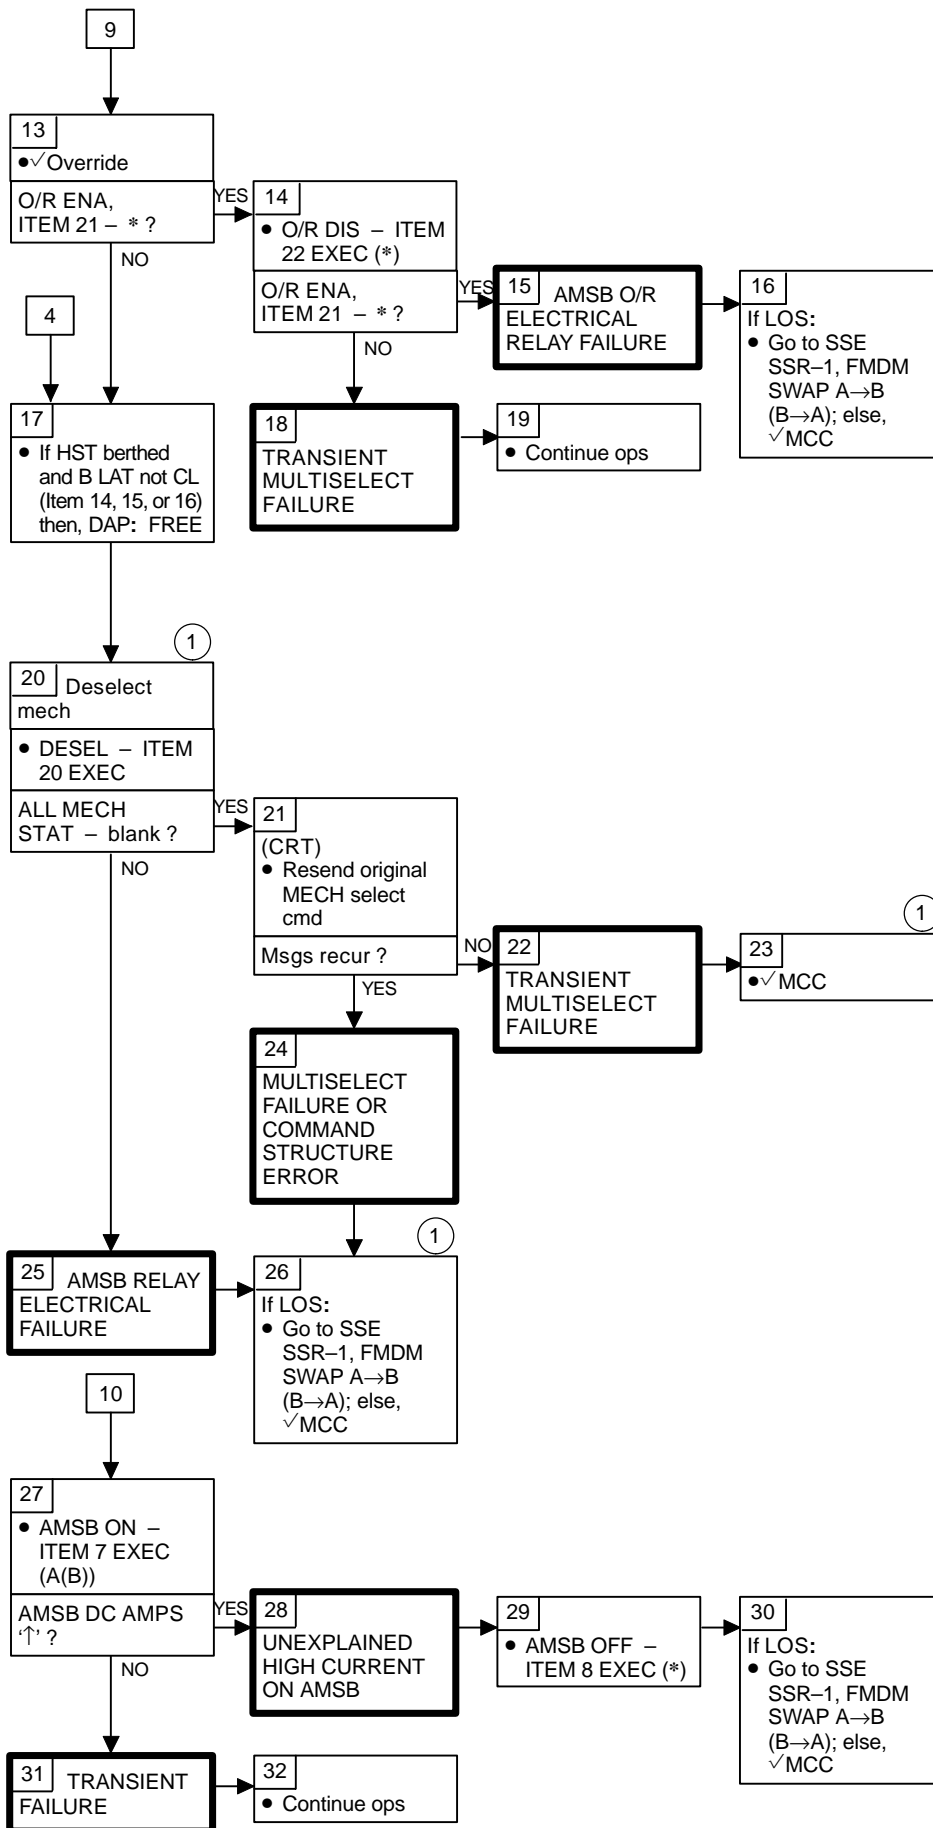 9
13
●√Override
O/R ENA,
ITEM 21 – * ?
YES
NO
14
● O/R DIS – ITEM
22 EXEC (*)
O/R ENA,
ITEM 21 – * ?
YES
NO
15 AMSB O/R
ELECTRICAL
RELAY FAILURE
16
If LOS:
● Go to SSE
SSR–1, FMDM
SWAP A→B
(B→A); else,
√MCC
4
17
● If HST berthed
and B LAT not CL
(Item 14, 15, or 16)
then, DAP: FREE
18
TRANSIENT
MULTISELECT
FAILURE
19
● Continue ops
1
20 Deselect
mech
● DESEL – ITEM
20 EXEC
ALL MECH
STAT – blank ?
YES
NO
21
(CRT)
● Resend original
MECH select
cmd
Msgs recur ?
NO
YES
22
TRANSIENT
MULTISELECT
FAILURE
1
23
●√ MCC
24
MULTISELECT
FAILURE OR
COMMAND
STRUCTURE
ERROR
25 AMSB RELAY
ELECTRICAL
FAILURE
1
26
If LOS:
● Go to SSE
SSR–1, FMDM
SWAP A→B
(B→A); else,
√MCC
10
27
● AMSB ON –
ITEM 7 EXEC
(A(B))
AMSB DC AMPS
‘↑’ ?
YES
NO
28
UNEXPLAINED
HIGH CURRENT
ON AMSB
29
● AMSB OFF –
ITEM 8 EXEC (*)
30
If LOS:
● Go to SSE
SSR–1, FMDM
SWAP A→B
(B→A); else,
√MCC
31 TRANSIENT
FAILURE
32
● Continue ops